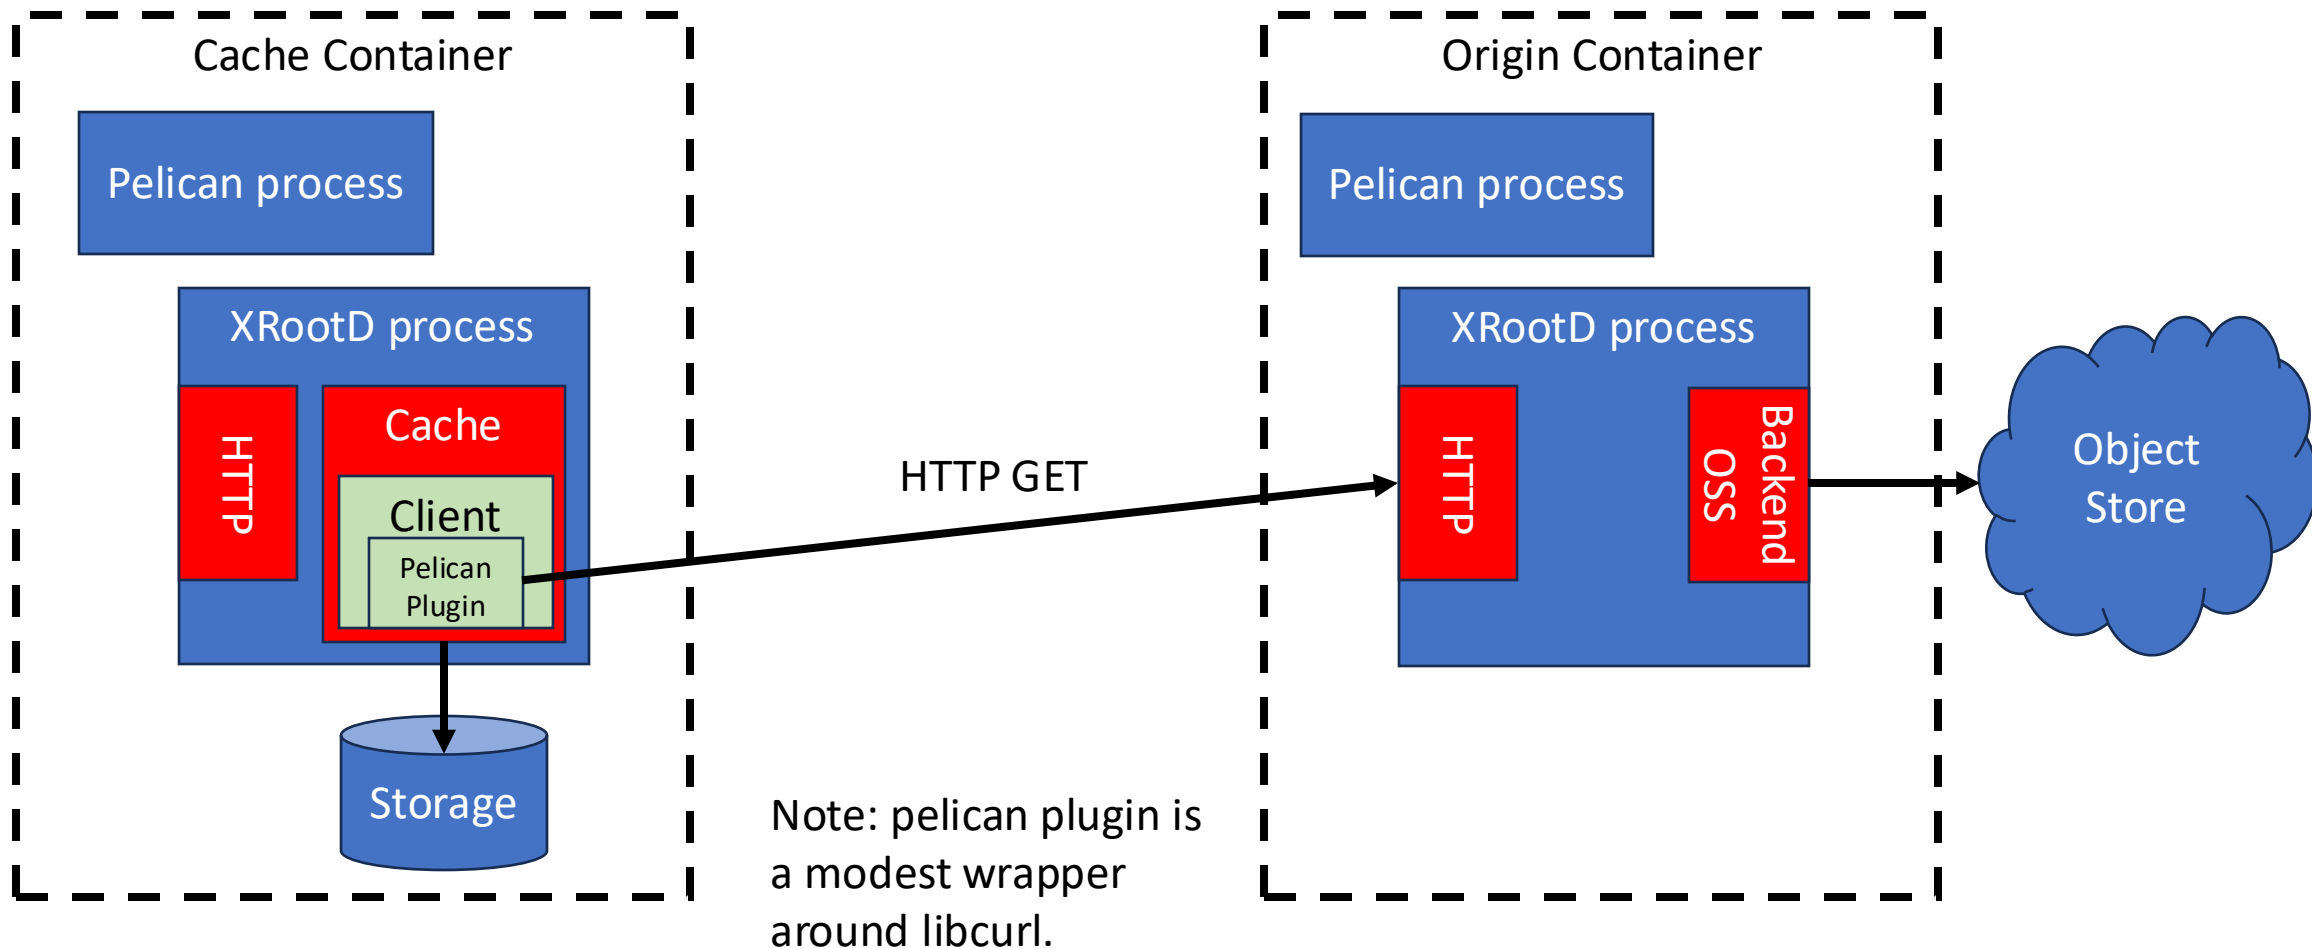 Cache Container
Pelican process
XRootD process
HTTP
Cache
Client
Pelican
Plugin
Storage
HTTP GET
Note: pelican plugin is
a modest wrapper
around libcurl.
Origin Container
Pelican process
XRootD process
HTTP
Backend
OSS
Object
Store